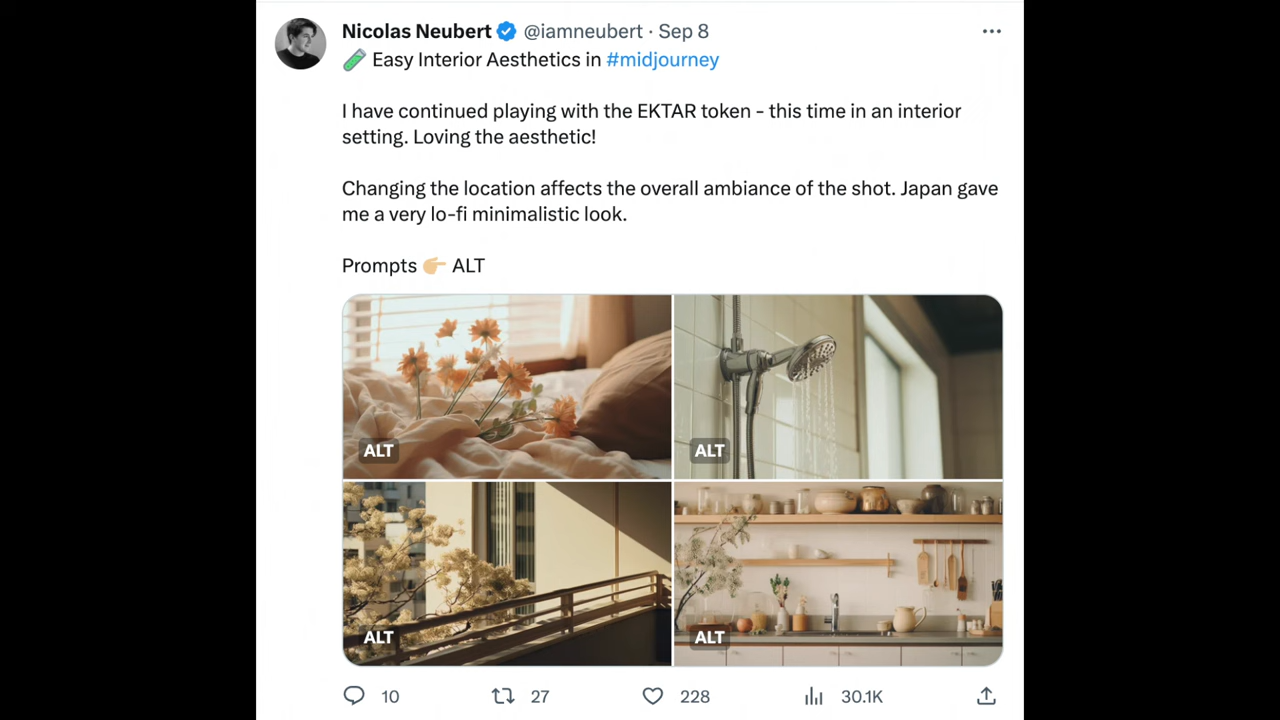 Nicolas Neubert @iamneubert · Sep 8
🧪 Easy Interior Aesthetics in #midjourney
I have continued playing with the EKTAR token - this time in an interior
setting. Loving the aesthetic!
Changing the location affects the overall ambiance of the shot. Japan gave
me a very lo-fi minimalistic look.
Prompts 👉🏼 ALT
ALT
ALT
ALT
ALT
10 27 228 30.1K